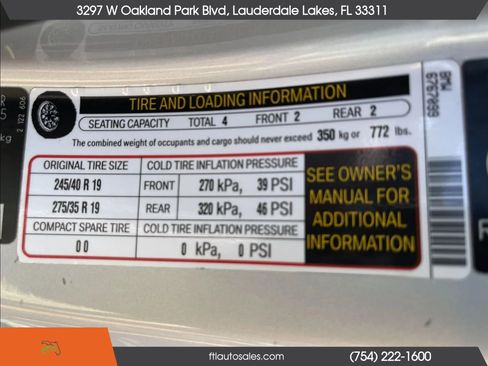 3297 W Oakland Park Blvd, Lauderdale Lakes, FL 33311
TIRE AND LOADING INFORMATION
SEATING CAPACITY TOTAL 4 FRONT 2 REAR 2
The combined weight of occupants and cargo should never exceed 350 kg or 772 lbs.
ORIGINAL TIRE SIZE COLD TIRE INFLATION PRESSURE
245/40 R 19 FRONT 270 kPa, 39 PSI
275/35 R 19 REAR 320 kPa, 46 PSI
COMPACT SPARE TIRE COLD TIRE INFLATION PRESSURE
0 0 0 kPa, 0 PSI
SEE OWNER'S
MANUAL FOR
ADDITIONAL
INFORMATION
2 122 606
kg
BMW
ftlautosales.com
(754) 222-1600